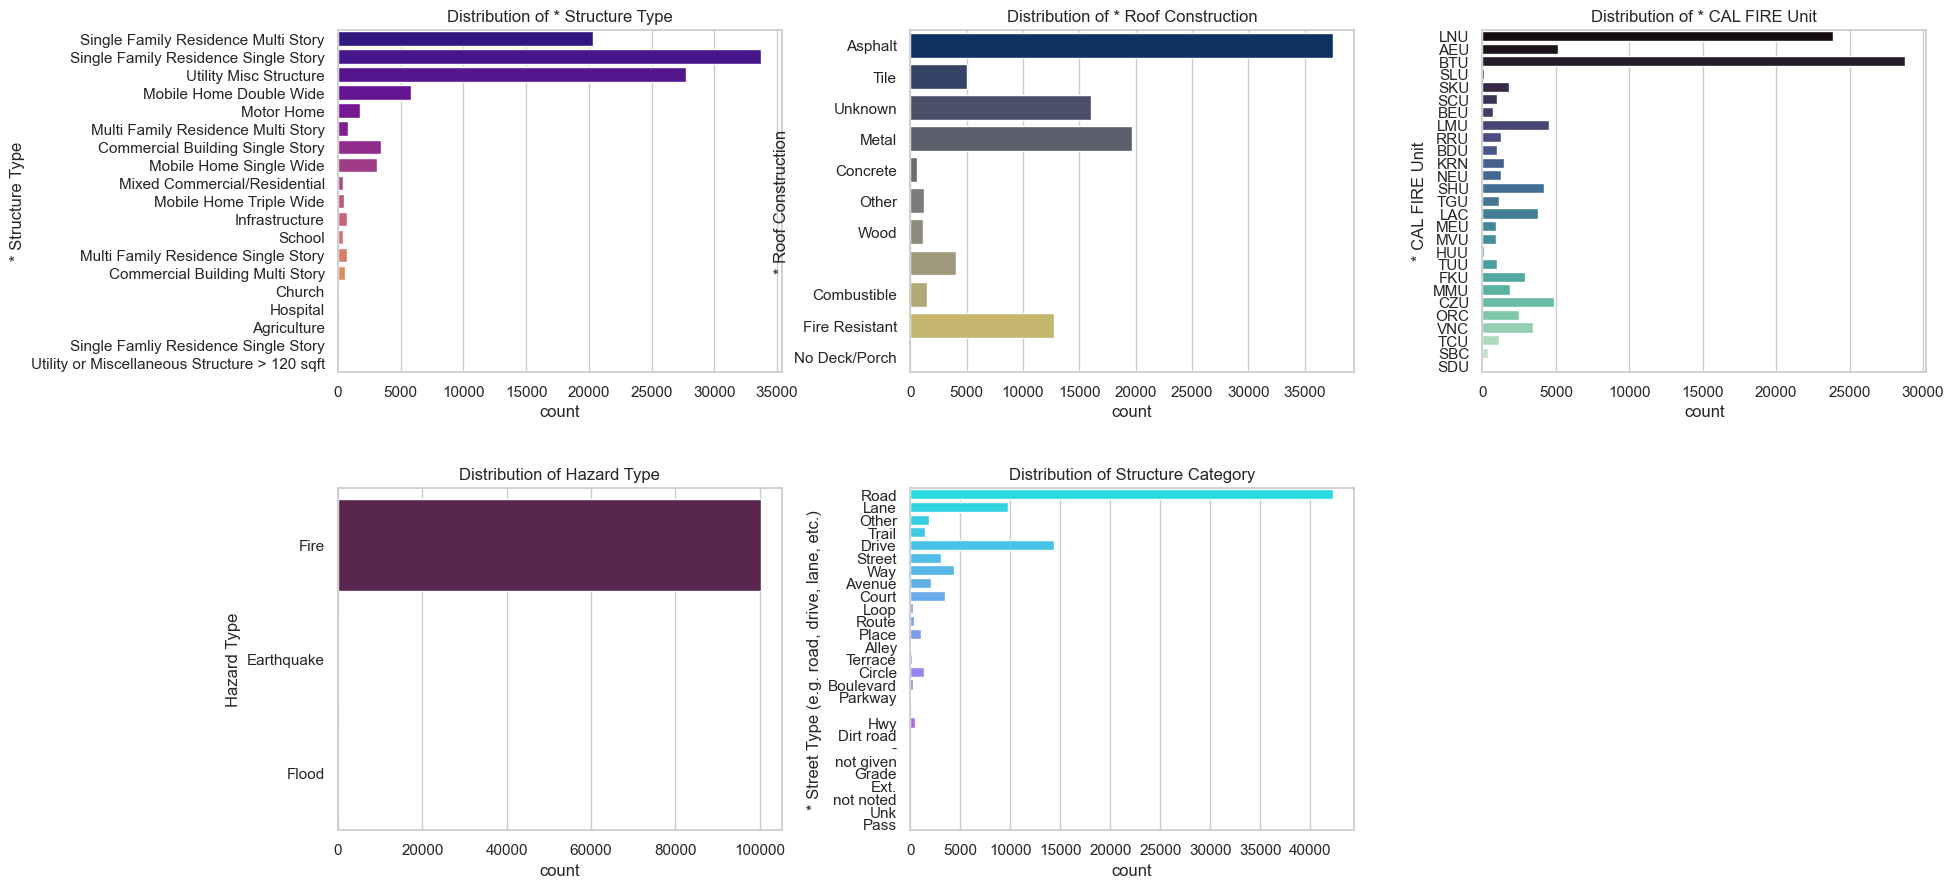 Distribution of * Structure Type
* Structure Type
Single Family Residence Multi Story
Single Family Residence Single Story
Utility Misc Structure
Mobile Home Double Wide
Motor Home
Multi Family Residence Multi Story
Commercial Building Single Story
Mobile Home Single Wide
Mixed Commercial/Residential
Mobile Home Triple Wide
Infrastructure
School
Multi Family Residence Single Story
Commercial Building Multi Story
Church
Hospital
Agriculture
Single Famliy Residence Single Story
Utility or Miscellaneous Structure > 120 sqft
0 5000 10000 15000 20000 25000 30000 35000
count
Distribution of * Roof Construction
* Roof Construction
Asphalt
Tile
Unknown
Metal
Concrete
Other
Wood
Combustible
Fire Resistant
No Deck/Porch
0 5000 10000 15000 20000 25000 30000 35000
count
Distribution of * CAL FIRE Unit
* CAL FIRE Unit
LNU
AEU
BTU
SLU
SKU
SCU
BEU
LMU
RRU
BDU
KRN
NEU
SHU
TGU
LAC
MEU
MVU
HUU
TUU
FKU
MMU
CZU
ORC
VNC
TCU
SBC
SDU
0 5000 10000 15000 20000 25000 30000
count
Distribution of Hazard Type
Hazard Type
Fire
Earthquake
Flood
0 20000 40000 60000 80000 100000
count
Distribution of Structure Category
* Street Type (e.g. road, drive, lane, etc.)
Road
Lane
Other
Trail
Drive
Street
Way
Avenue
Court
Loop
Route
Place
Alley
Terrace
Circle
Boulevard
Parkway
Hwy
Dirt road
-
not given
Grade
Ext.
not noted
Unk
Pass
0 5000 10000 15000 20000 25000 30000 35000 40000
count